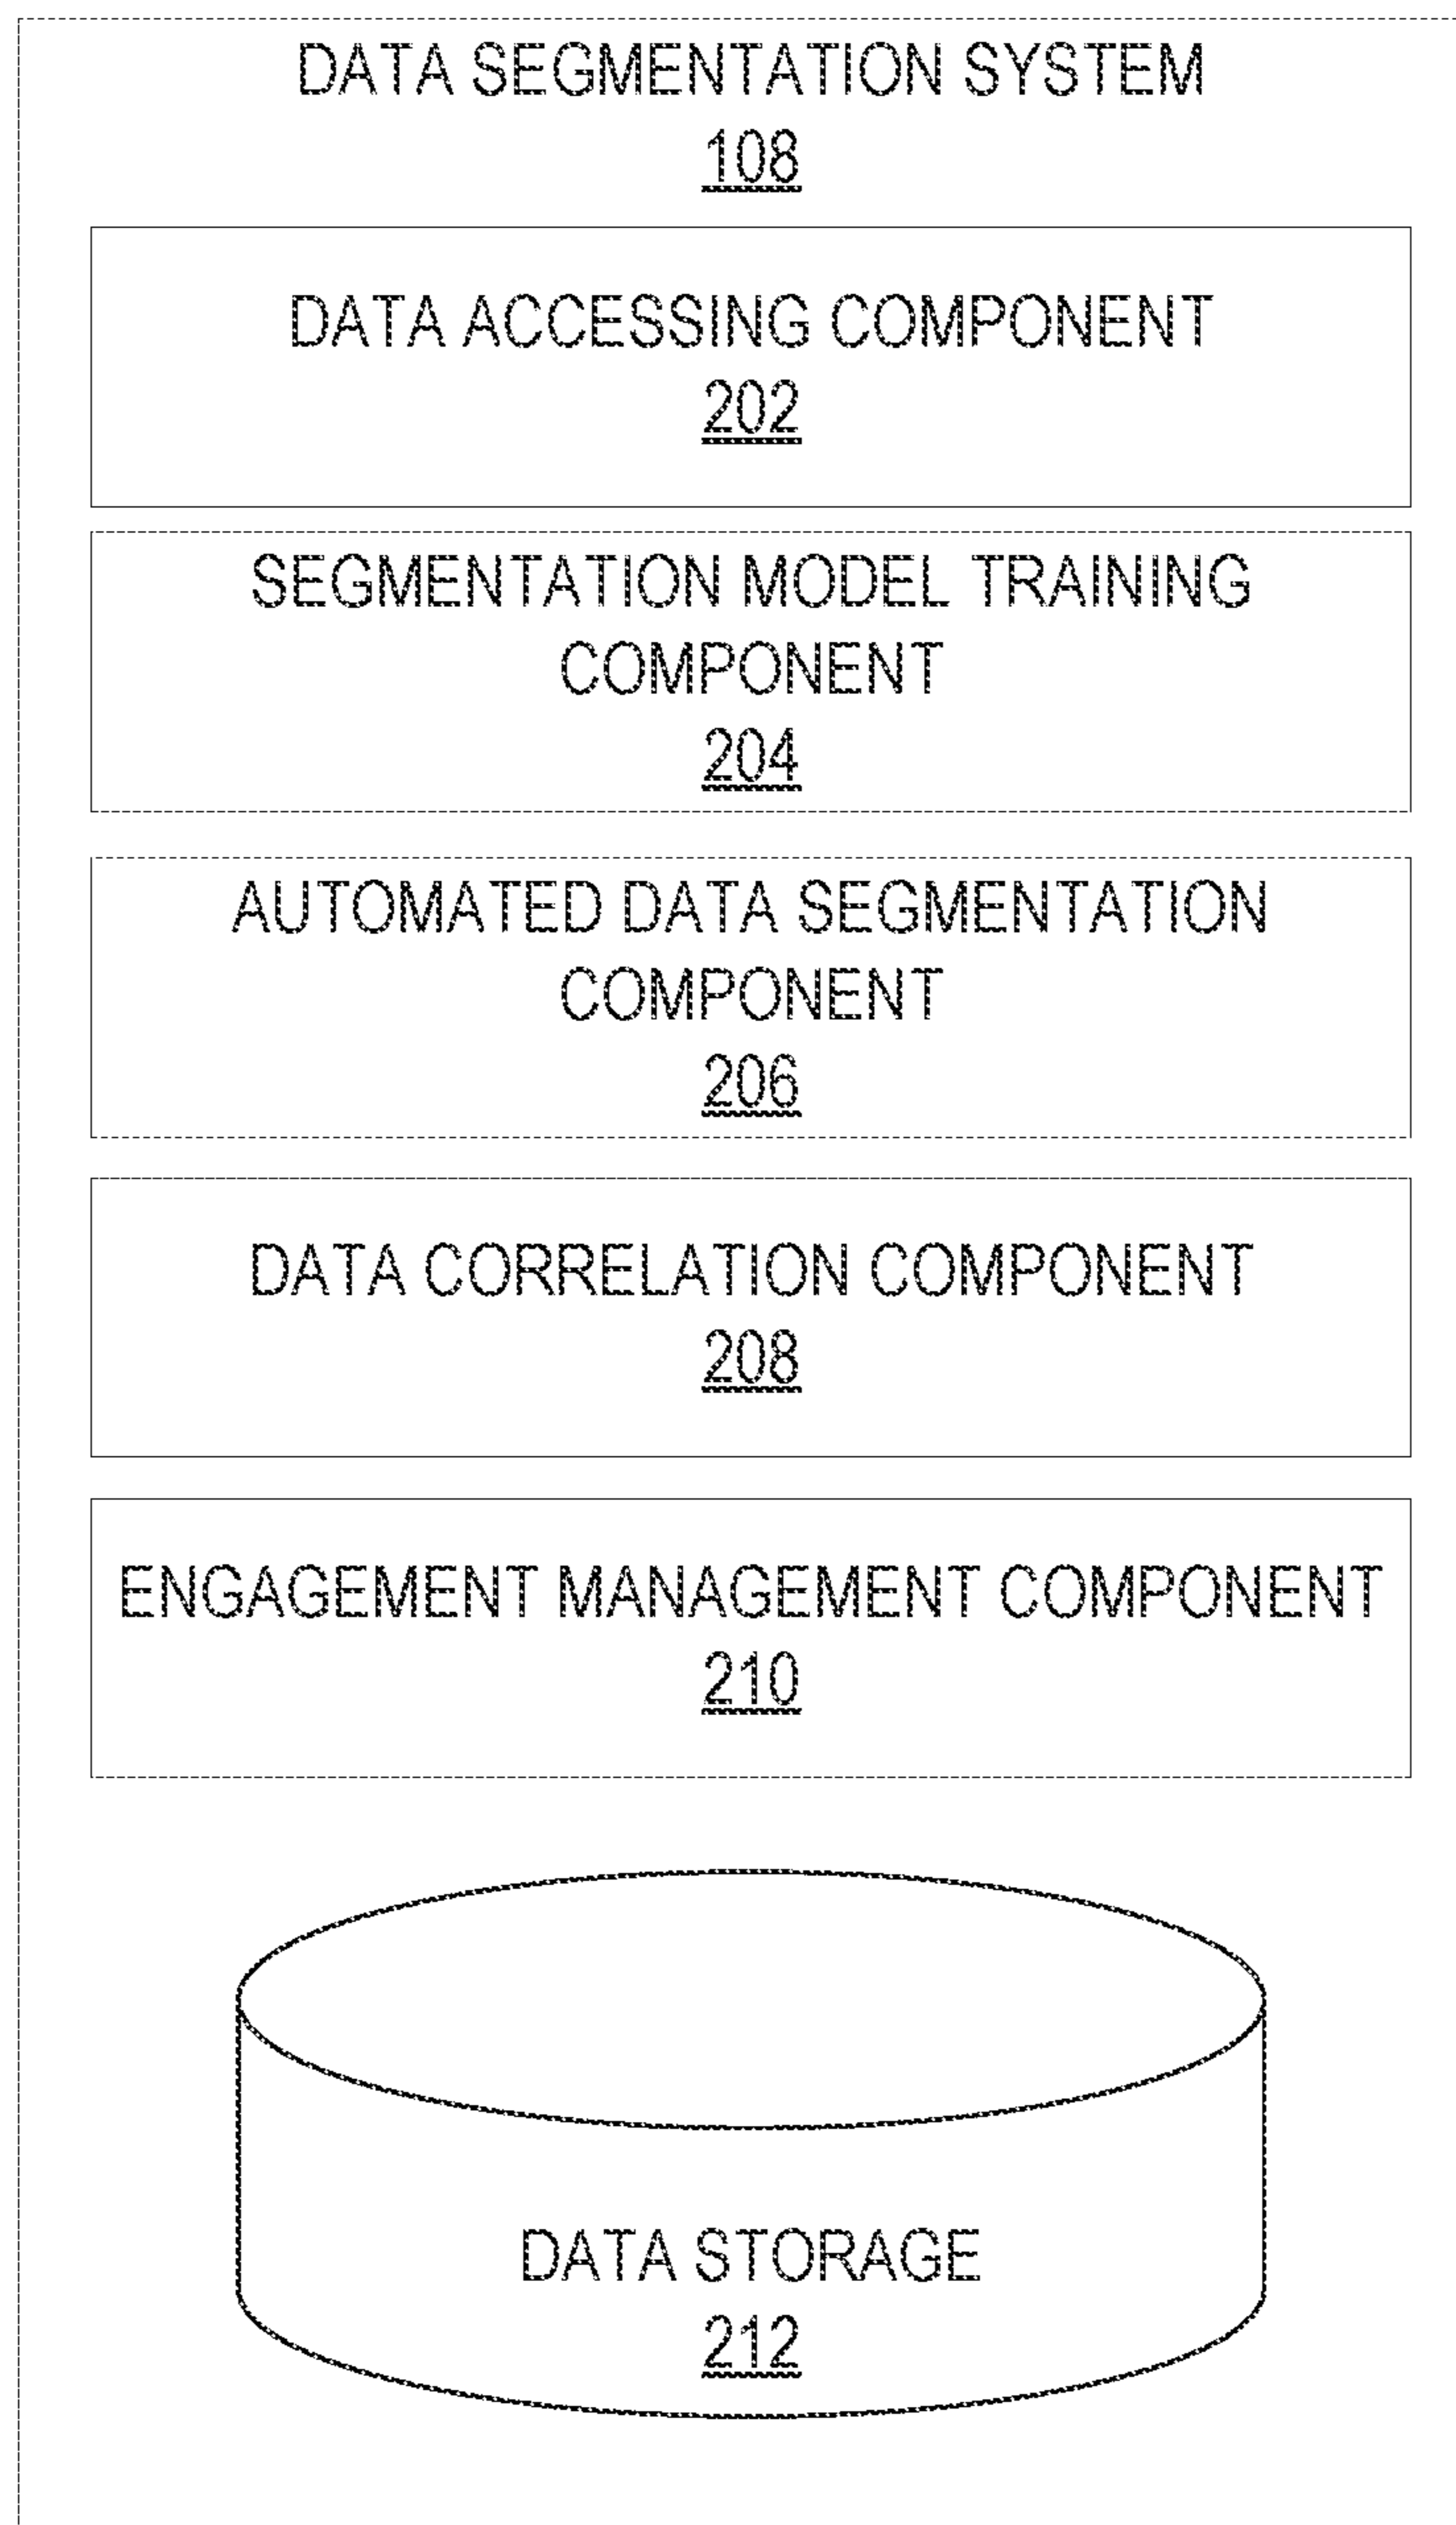 DATA SEGMENTATION SYSTEM
108
DATA ACCESSING COMPONENT
202
SEGMENTATION MODEL TRAINING
COMPONENT
204
AUTOMATED DATA SEGMENTATION
COMPONENT
206
DATA CORRELATION COMPONENT
208
ENGAGEMENT MANAGEMENT COMPONENT
210
DATA STORAGE
212